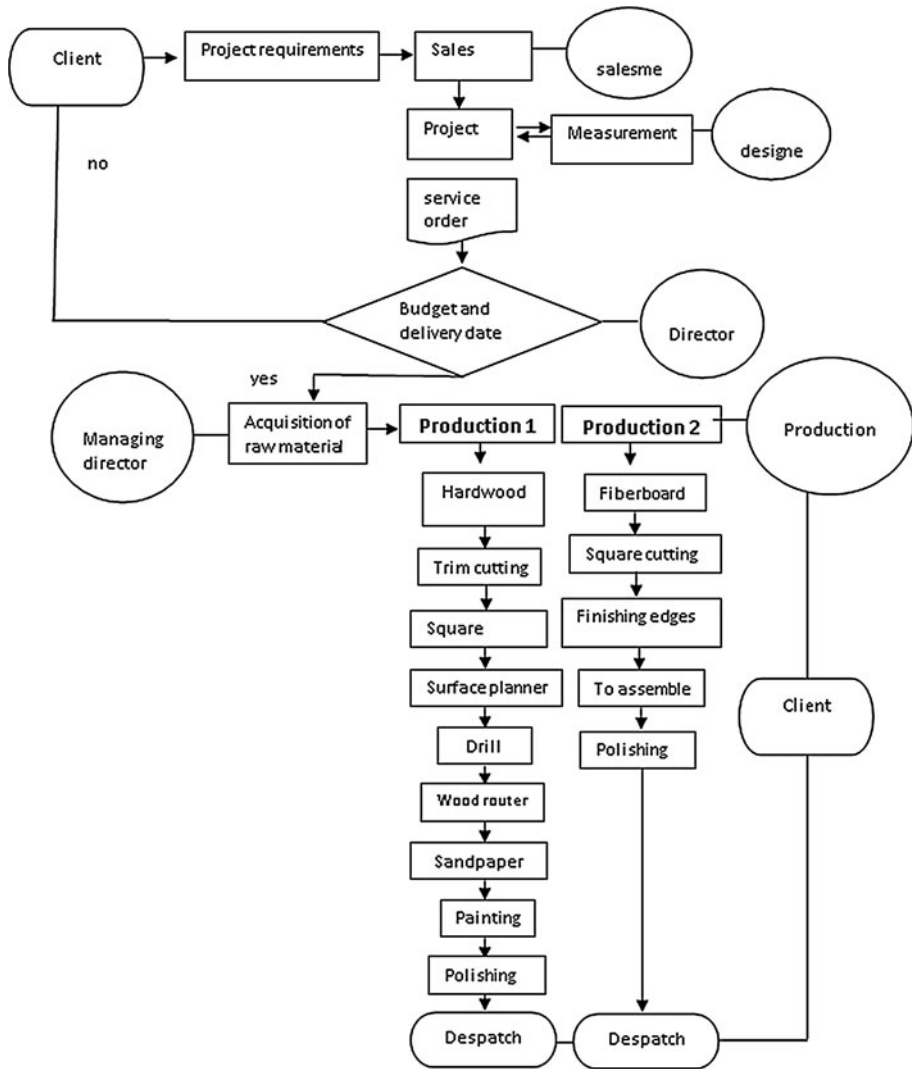 Client
Project requirements
Sales
salesme
Project
Measurement
designe
no
service
order
Budget and
delivery date
Director
yes
Managing
director
Acquisition of
raw material
Production 1
Production 2
Production
Hardwood
Fiberboard
Trim cutting
Square cutting
Square
Finishing edges
Surface planner
To assemble
Client
Drill
Polishing
Wood router
Sandpaper
Painting
Polishing
Despatch
Despatch